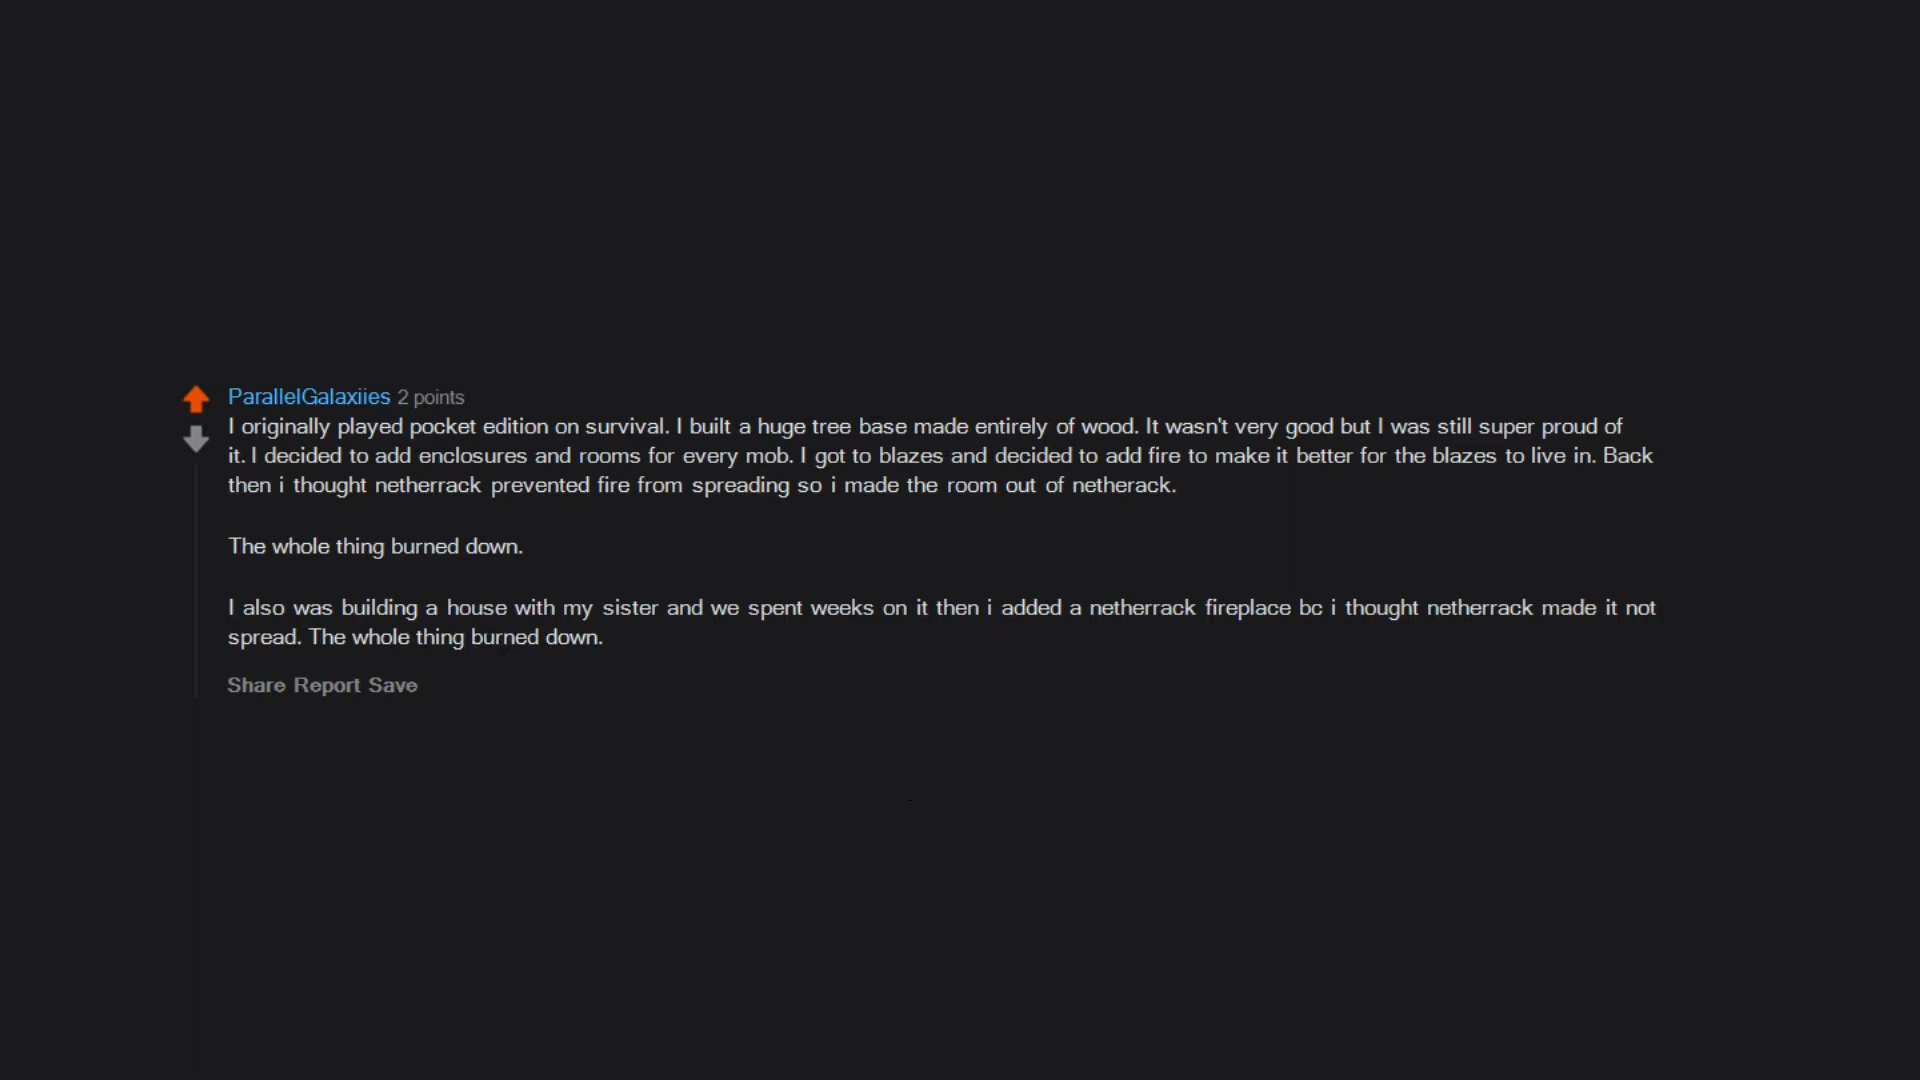 ParallelGalaxiies 2 points
I originally played pocket edition on survival. I built a huge tree base made entirely of wood. It wasn't very good but I was still super proud of
it. I decided to add enclosures and rooms for every mob. I got to blazes and decided to add fire to make it better for the blazes to live in. Back
then i thought netherrack prevented fire from spreading so i made the room out of netherack.
The whole thing burned down.
I also was building a house with my sister and we spent weeks on it then i added a netherrack fireplace bc i thought netherrack made it not
spread. The whole thing burned down.
Share Report Save